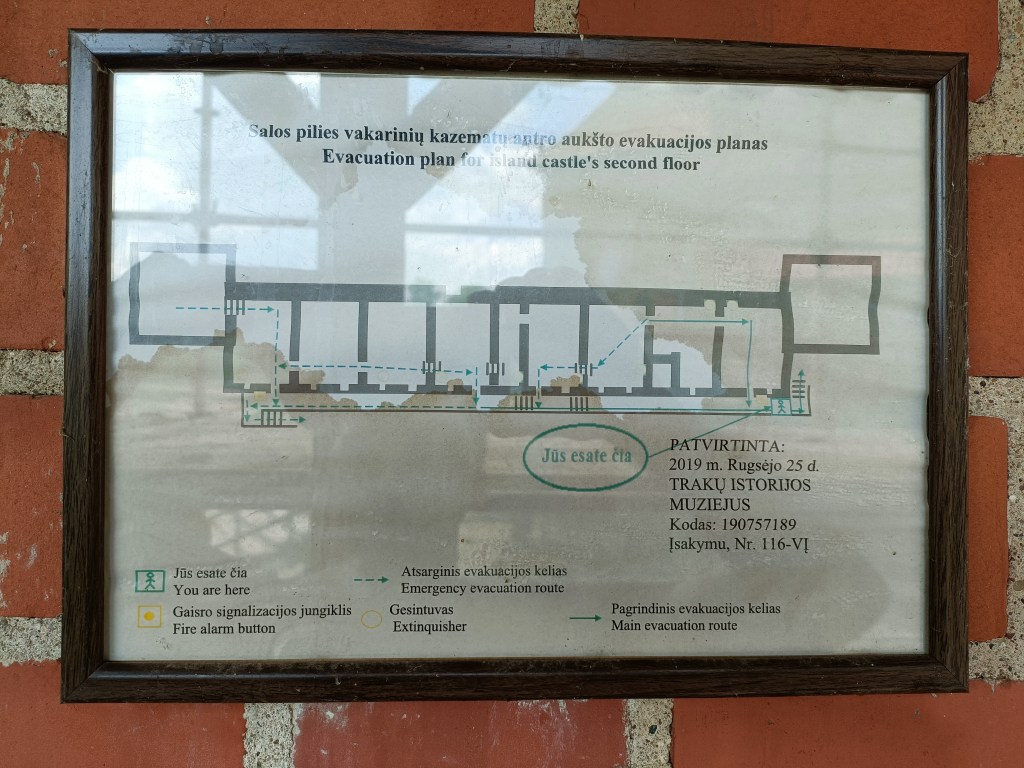 Salos pilies vakarinių kazematų antro aukšto evakuacijos planas
Evacuation plan for island castle's second floor
Jūs esate čia
PATVIRTINTA:
2019 m. Rugsėjo 25 d.
TRAKŲ ISTORIJOS
MUZIEJUS
Kodas: 190757189
Įsakymu, Nr. 116-VĮ
Jūs esate čia
You are here
Atsarginis evakuacijos kelias
Emergency evacuation route
Gaisro signalizacijos jungiklis
Fire alarm button
Gesintuvas
Extinquisher
Pagrindinis evakuacijos kelias
Main evacuation route